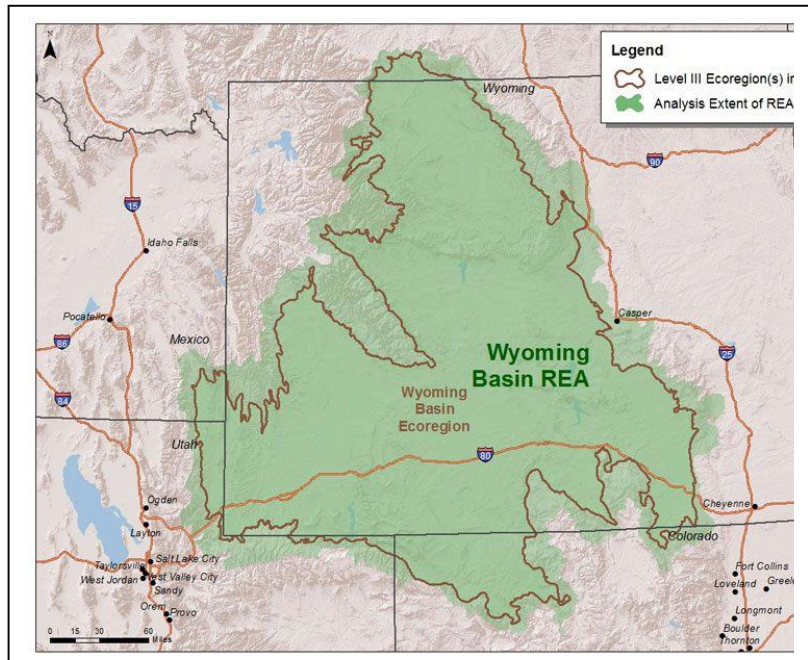 N
Legend
Level III Ecoregion(s) in
Analysis Extent of REA
Wyoming
90
15
Idaho Falls
Pocatello
86
Mexico
Casper
25
84
Wyoming
Basin REA
Wyoming
Basin
Ecoregion
Utah
80
Ogden
Layton
Cheyenne
Colorado
Salt Lake City
Taylorsville
West Valley City
West Jordan
Sandy
Orem
Provo
Fort Collins
Loveland
Greele
Longmont
Boulder
Thornton
0 15 30 60
Miles